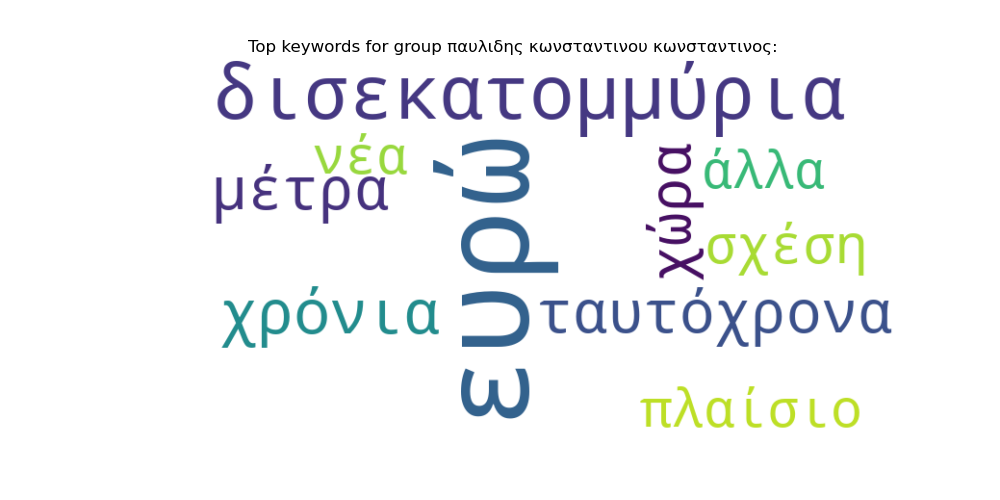 Top keywords for group παυλιδης κωνσταντινου κωνσταντινος:
δισεκατομμύρια
νέα
μέτρα
ευρώ
χώρα
άλλα
σχέση
χρόνια
ταυτόχρονα
πλαίσιο